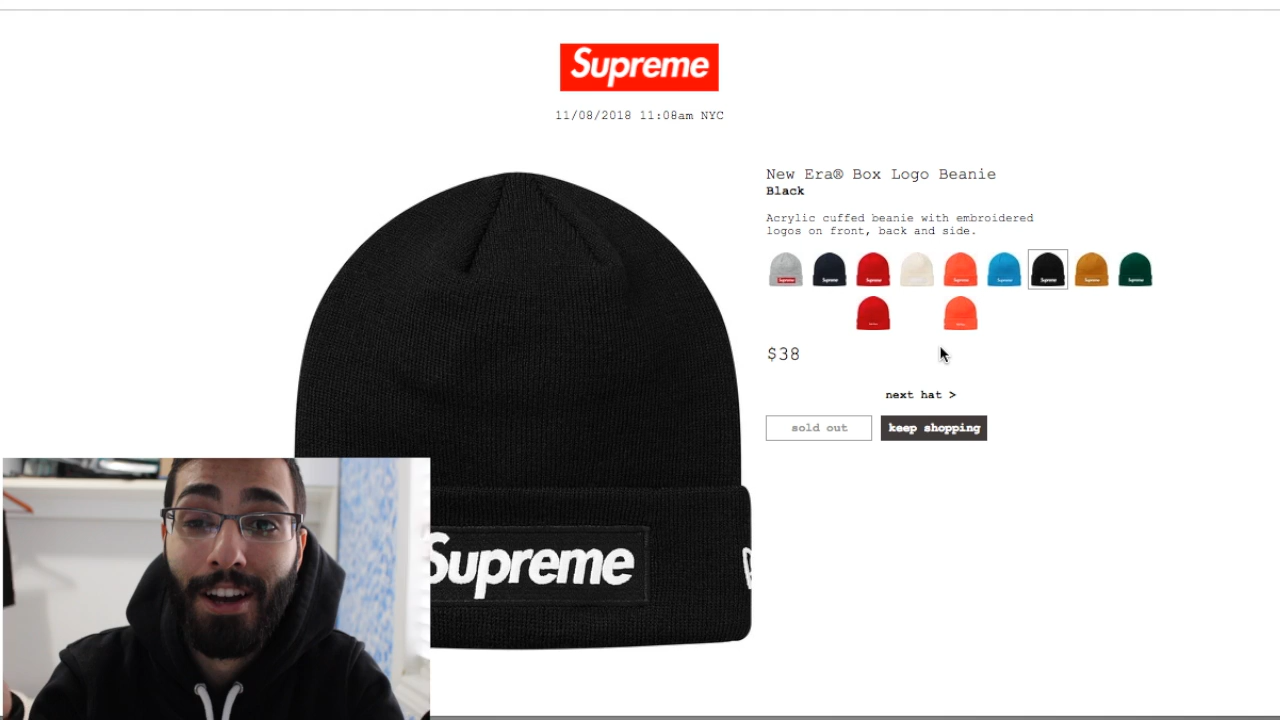 Supreme
11/08/2018 11:08am NYC
New Era® Box Logo Beanie
Black
Acrylic cuffed beanie with embroidered
logos on front, back and side.
$38
next hat >
sold out
keep shopping
Supreme